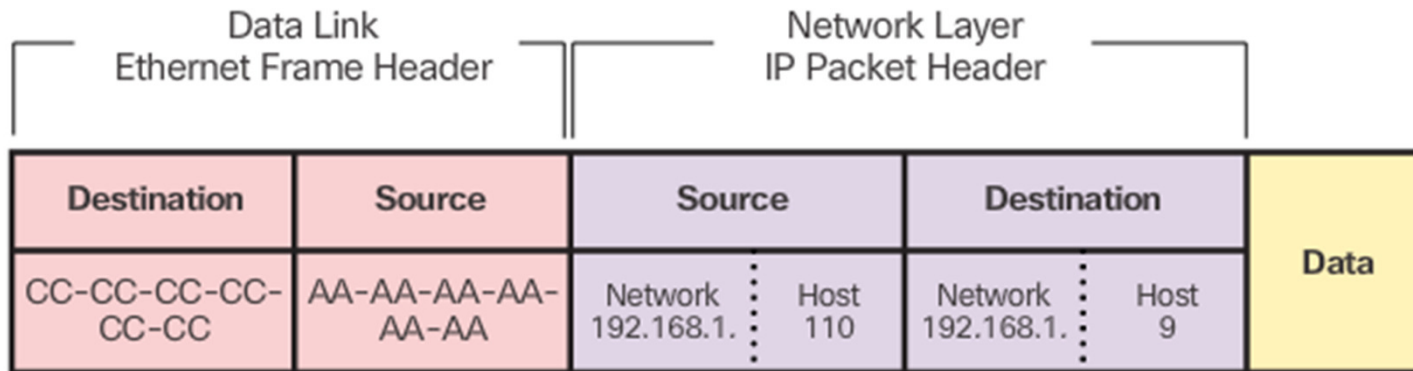 Data Link
Ethernet Frame Header
Network Layer
IP Packet Header
Destination
Source
Source
Destination
Data
CC-CC-CC-CC-
CC-CC
AA-AA-AA-AA-
AA-AA
Network
192.168.1.
Host
110
Network
192.168.1.
Host
9